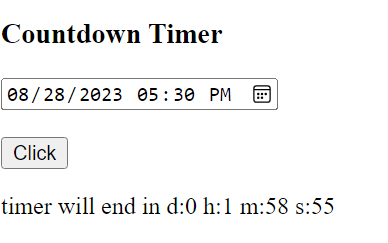 Countdown Timer
08/28/2023 05:30 PM
Click
timer will end in d:0 h:1 m:58 s:55